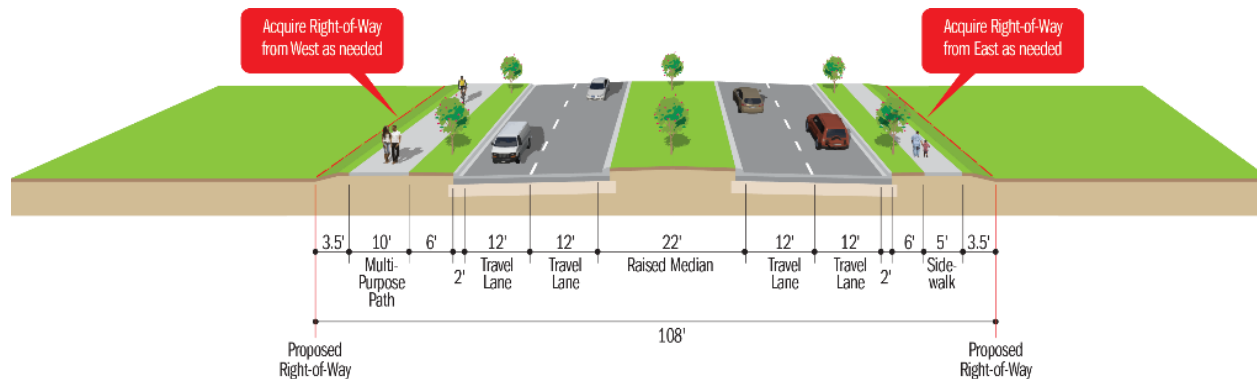 Acquire Right-of-Way
from West as needed
Acquire Right-of-Way
from East as needed
3.5' 10' 6' 2' 12' 12' 22' 12' 12' 2' 6' 5' 3.5'
Multi- Travel Travel Raised Median Travel Travel Side-
Purpose Lane Lane Lane Lane walk
Path
108'
Proposed Proposed
Right-of-Way Right-of-Way